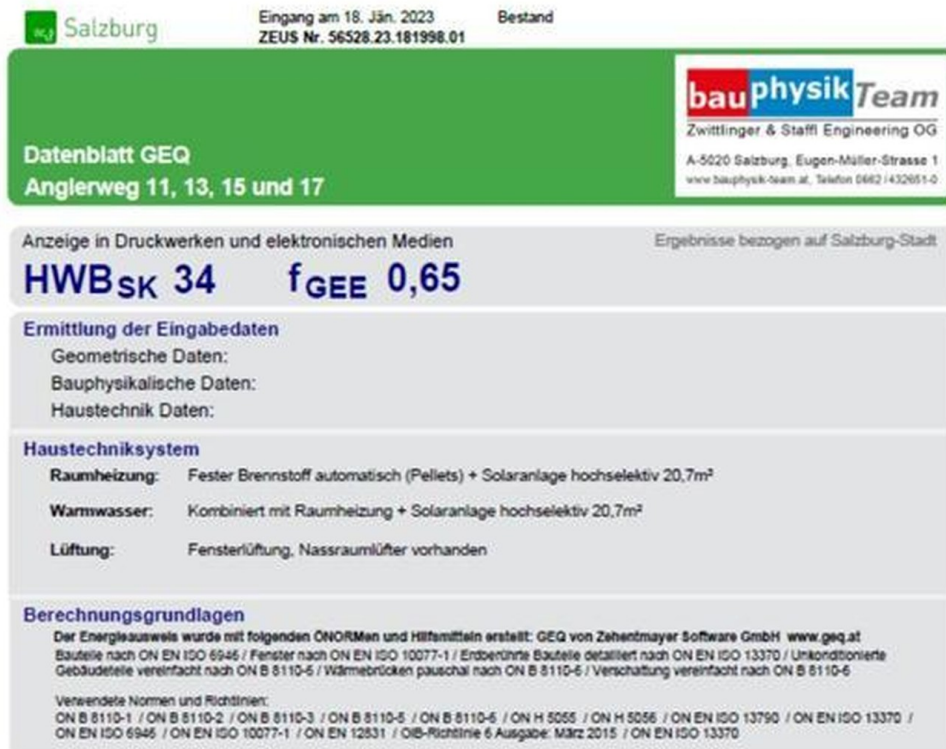 Salzburg
Eingang am 18. Jän. 2023 Bestand
ZEUS Nr. 56528.23.181998.01
bauphysikTeam
Zwittlinger & Staffl Engineering OG
A-5020 Salzburg, Eugen-Müller-Strasse 1
www.bauphysik-team.at, Telefon 0662 / 432651-0
Datenblatt GEQ
Anglerweg 11, 13, 15 und 17
Anzeige in Druckwerken und elektronischen Medien
Ergebnisse bezogen auf Salzburg-Stadt
HWBSK 34 fGEE 0,65
Ermittlung der Eingabedaten
Geometrische Daten:
Bauphysikalische Daten:
Haustechnik Daten:
Haustechniksystem
Raumheizung: Fester Brennstoff automatisch (Pellets) + Solaranlage hochselektiv 20,7m²
Warmwasser: Kombiniert mit Raumheizung + Solaranlage hochselektiv 20,7m²
Lüftung: Fensterlüftung, Nassraumlüfter vorhanden
Berechnungsgrundlagen
Der Energieausweis wurde mit folgenden ÖNORMen und Hilfsmitteln erstellt: GEQ von Zehentmayer Software GmbH www.geq.at
Bauteile nach ON EN ISO 6946 / Fenster nach ON EN ISO 10077-1 / Erdberührte Bauteile detailliert nach ON EN ISO 13370 / Unkonditionierte
Gebäudeteile vereinfacht nach ON B 8110-6 / Wärmebrücken pauschal nach ON B 8110-6 / Verschattung vereinfacht nach ON B 8110-6
Verwendete Normen und Richtlinien:
ON B 8110-1 / ON B 8110-2 / ON B 8110-3 / ON B 8110-5 / ON B 8110-6 / ON H 5055 / ON H 5056 / ON EN ISO 13790 / ON EN ISO 13370 /
ON EN ISO 6946 / ON EN ISO 10077-1 / ON EN 12831 / OIB-Richtlinie 6 Ausgabe: März 2015 / ON EN ISO 13370